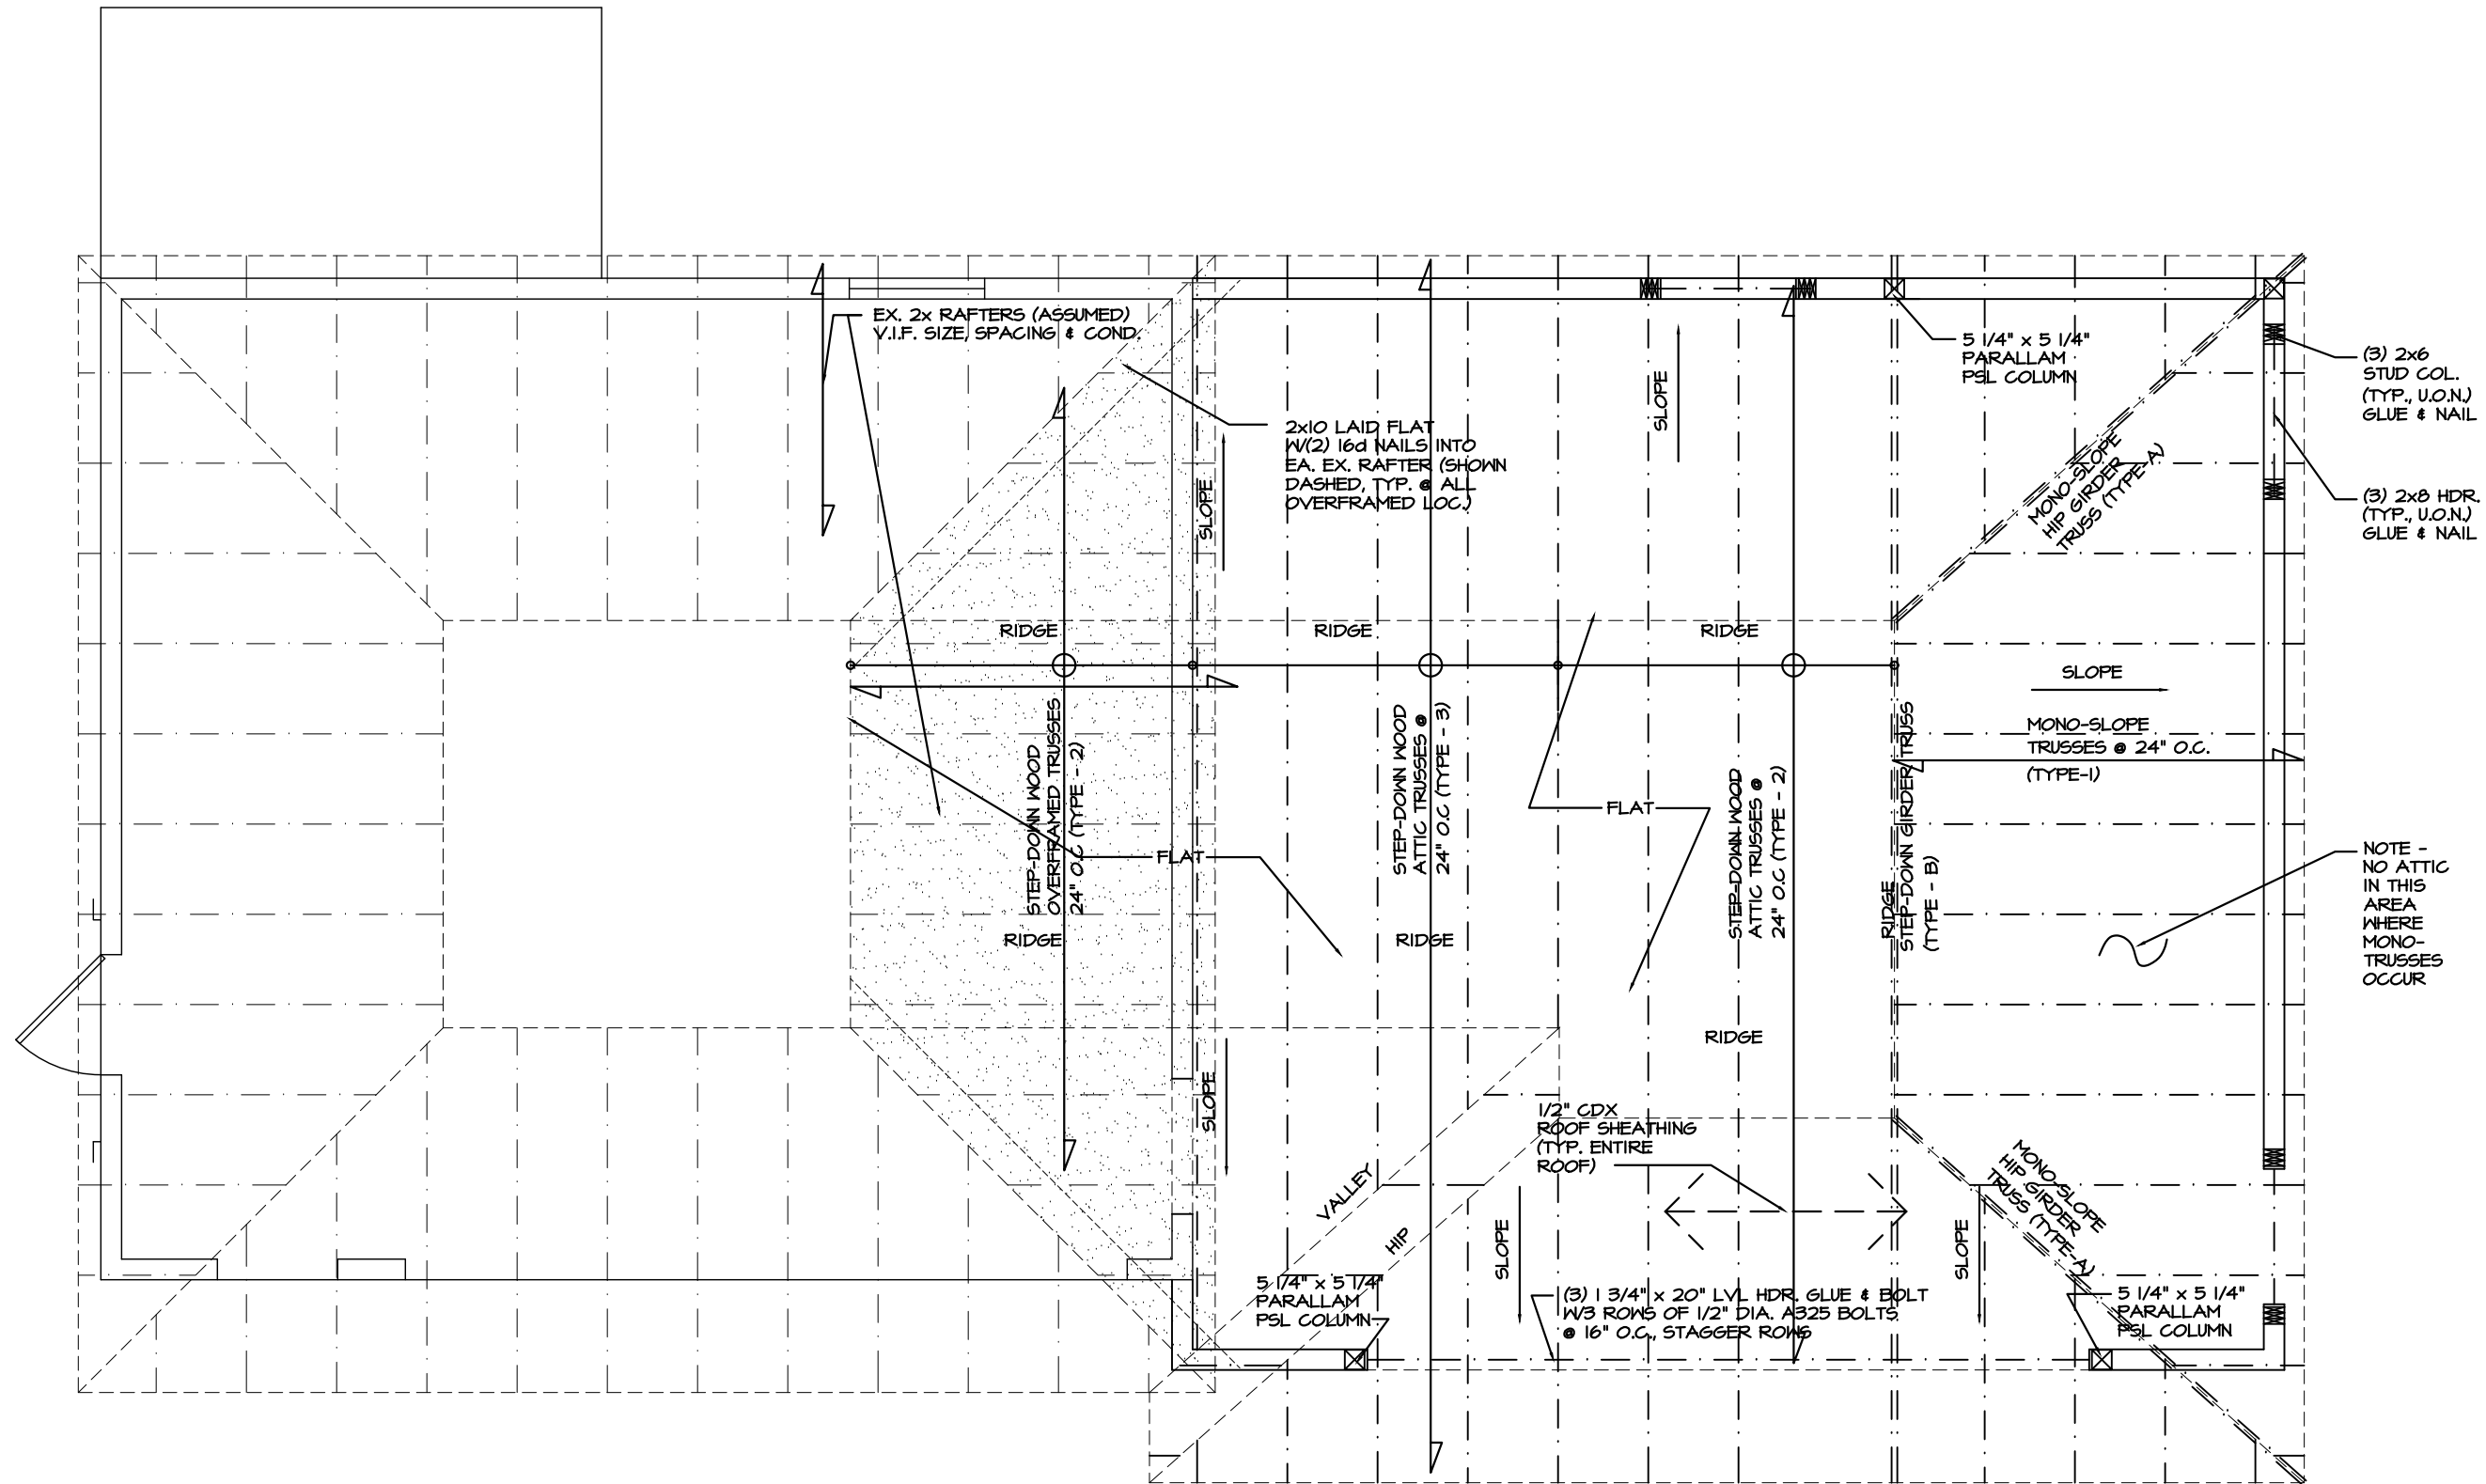 EX. 2x RAFTERS (ASSUMED)
V.I.F. SIZE, SPACING & COND.
5 1/4" x 5 1/4"
PARALLAM
PSL COLUMN
(3) 2x6
STUD COL.
(TYP., U.O.N.)
GLUE & NAIL
2x10 LAID FLAT
W/(2) 16d NAILS INTO
EA. EX. RAFTER (SHOWN
DASHED, TYP. @ ALL
OVERFRAMED LOC.)
SLOPE
SLOPE
MONO-SLOPE
HIP GIRDER
TRUSS (TYPE-A)
(3) 2x8 HDR.
(TYP., U.O.N.)
GLUE & NAIL
RIDGE
RIDGE
RIDGE
SLOPE
MONO-SLOPE
TRUSSES @ 24" O.C.
(TYPE-1)
STEP-DOWN WOOD
OVERFRAMED TRUSSES
24" O.C (TYPE - 2)
STEP-DOWN WOOD
ATTIC TRUSSES @
24" O.C (TYPE - 3)
FLAT
STEP-DOWN WOOD
ATTIC TRUSSES @
24" O.C (TYPE - 2)
RIDGE
STEP-DOWN GIRDER TRUSS
(TYPE - B)
FLAT
NOTE -
NO ATTIC
IN THIS
AREA
WHERE
MONO-
TRUSSES
OCCUR
RIDGE
RIDGE
RIDGE
SLOPE
1/2" CDX
ROOF SHEATHING
(TYP. ENTIRE
ROOF)
VALLEY
HIP
SLOPE
SLOPE
MONO-SLOPE
HIP GIRDER
TRUSS (TYPE-A)
5 1/4" x 5 1/4"
PARALLAM
PSL COLUMN
(3) 1 3/4" x 20" LVL HDR. GLUE & BOLT
W/3 ROWS OF 1/2" DIA. A325 BOLTS
@ 16" O.C., STAGGER ROWS
5 1/4" x 5 1/4"
PARALLAM
PSL COLUMN